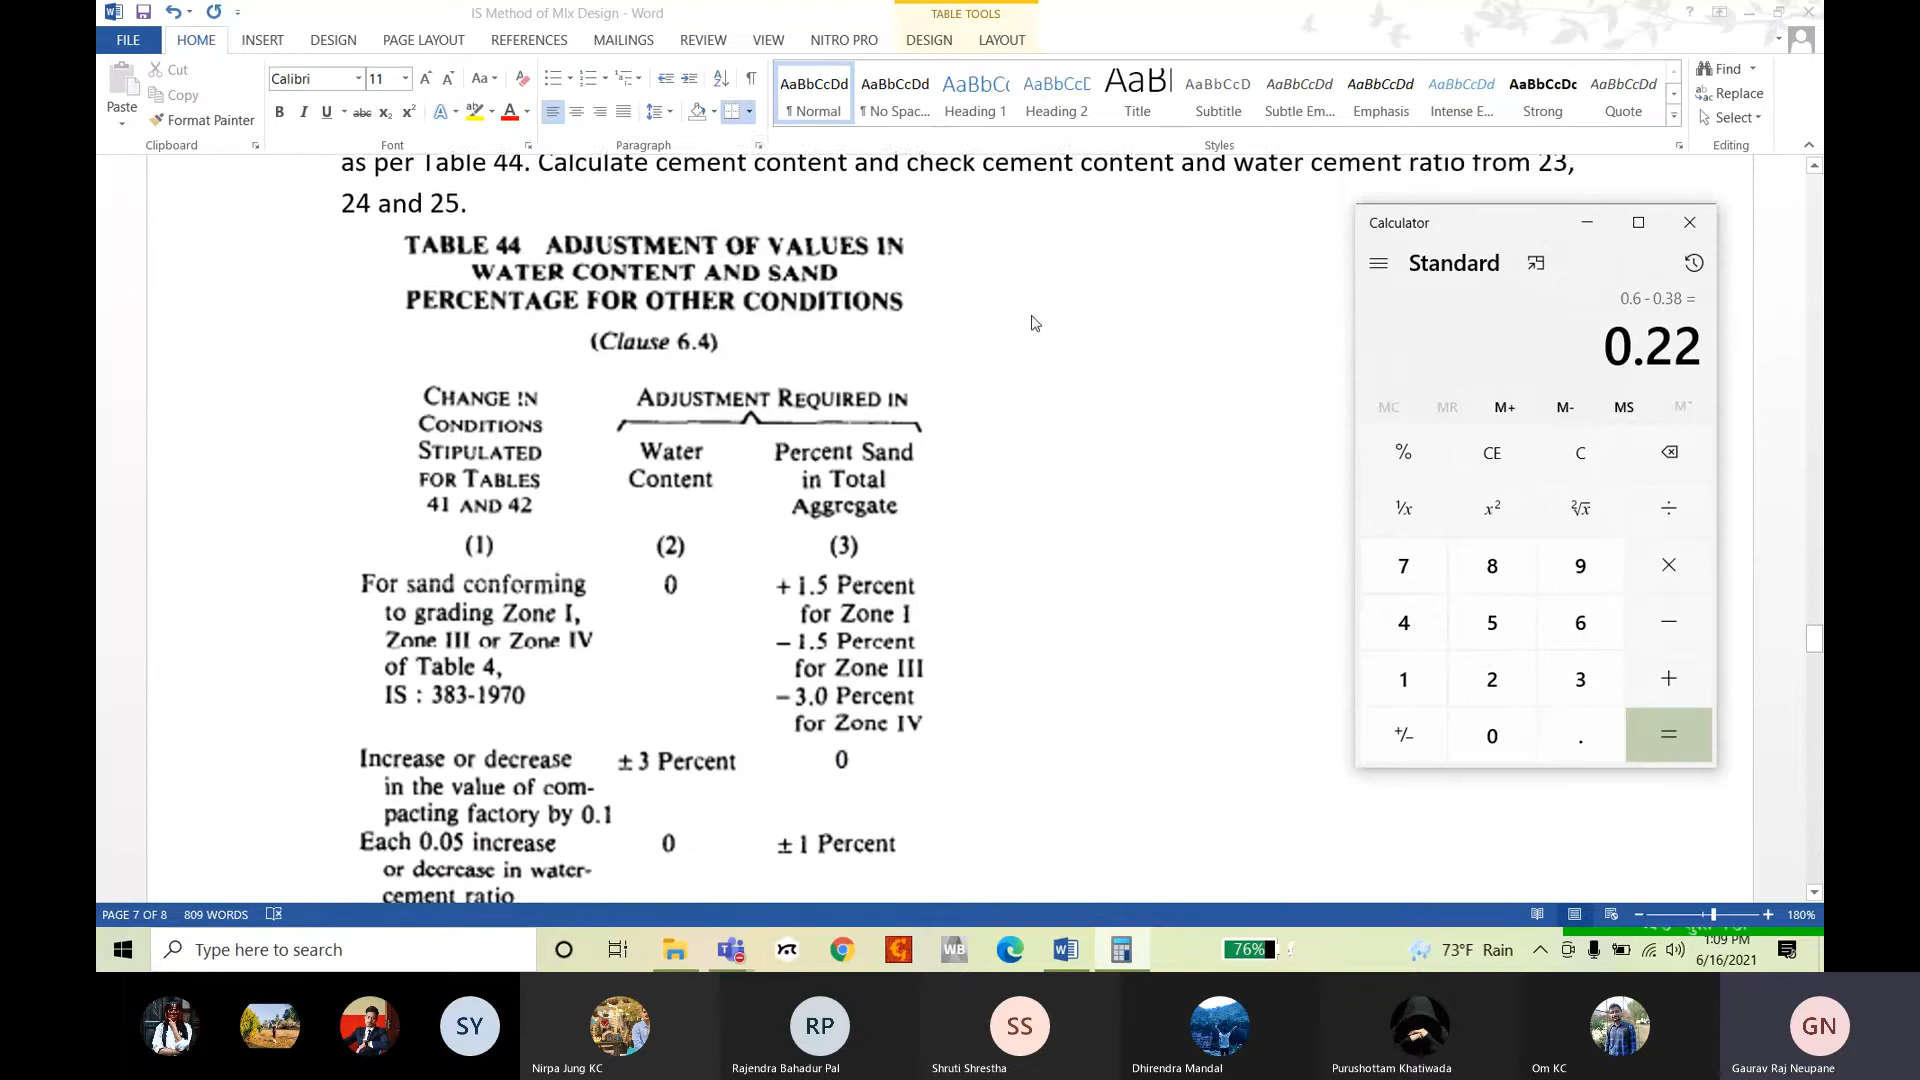 IS Method of MIx Design - Word
TABLE TOOLS
FILE
HOME
INSERT
DESIGN
PAGE LAYOUT
REFERENCES
MAILINGS
REVIEW
VIEW
NITRO PRO
DESIGN
LAYOUT
Paste
Cut
Copy
Format Painter
Clipboard
Calibri
11
Font
Paragraph
AaBbCcDd
¶ Normal
AaBbCcDd
¶ No Spac...
AaBbCc
Heading 1
AaBbCcD
Heading 2
AaB
Title
AaBbCcD
Subtitle
AaBbCcDd
Subtle Em...
AaBbCcDd
Emphasis
AaBbCcDd
Intense E...
AaBbCcDc
Strong
AaBbCcDd
Quote
Styles
Find
Replace
Select
Editing
as per Table 44. Calculate cement content and check cement content and water cement ratio from 23,
24 and 25.
TABLE 44 ADJUSTMENT OF VALUES IN
WATER CONTENT AND SAND
PERCENTAGE FOR OTHER CONDITIONS
(Clause 6.4)
CHANGE IN
CONDITIONS
STIPULATED
FOR TABLES
41 AND 42
ADJUSTMENT REQUIRED IN
Water
Content
Percent Sand
in Total
Aggregate
(1) (2) (3)
For sand conforming 0 + 1.5 Percent
to grading Zone I, for Zone I
Zone III or Zone IV − 1.5 Percent
of Table 4, for Zone III
IS : 383-1970 − 3.0 Percent
for Zone IV
Increase or decrease ± 3 Percent 0
in the value of com-
pacting factory by 0.1
Each 0.05 increase 0 ± 1 Percent
or decrease in water-
cement ratio
Calculator
Standard
0.6 - 0.38 =
0.22
MC MR M+ M- MS M˅
% CE C
¹/x x² ²√x ÷
7 8 9 ×
4 5 6 −
1 2 3 +
+/− 0 . =
PAGE 7 OF 8
809 WORDS
180%
Type here to search
WB
76%
73°F Rain
1:09 PM
6/16/2021
SY
RP
SS
GN
Nirpa Jung KC
Rajendra Bahadur Pal
Shruti Shrestha
Dhirendra Mandal
Purushottam Khatiwada
Om KC
Gaurav Raj Neupane